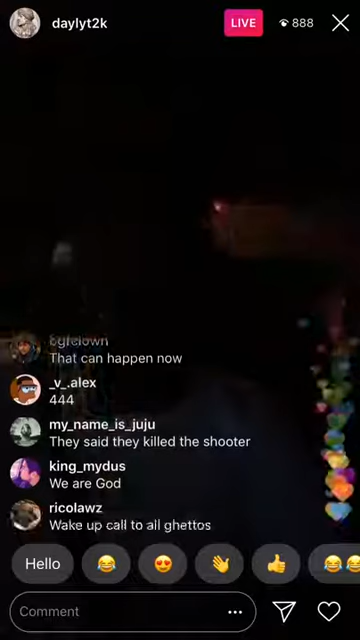 daylyt2k
LIVE
888
bgfclown
That can happen now
_v_.alex
444
my_name_is_juju
They said they killed the shooter
king_mydus
We are God
ricolawz
Wake up call to all ghettos
Hello
Comment